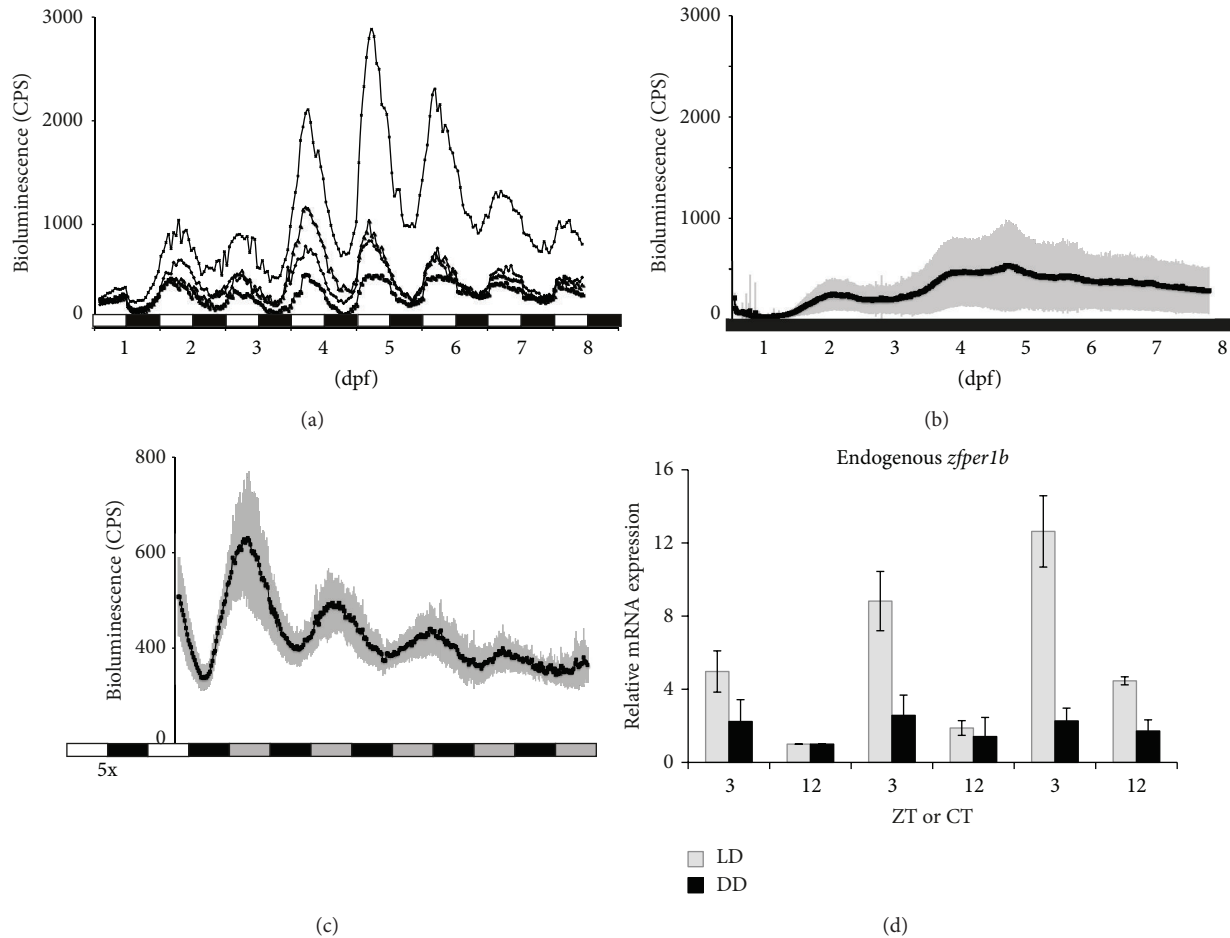 3000
2000
1000
0
Bioluminescence (CPS)
1 2 3 4 5 6 7 8
(dpf)
(a)
3000
2000
1000
0
Bioluminescence (CPS)
1 2 3 4 5 6 7 8
(dpf)
(b)
800
600
400
0
Bioluminescence (CPS)
5x
(c)
Endogenous zfper1b
16
12
8
4
0
Relative mRNA expression
3 12 3 12 3 12
ZT or CT
LD
DD
(d)